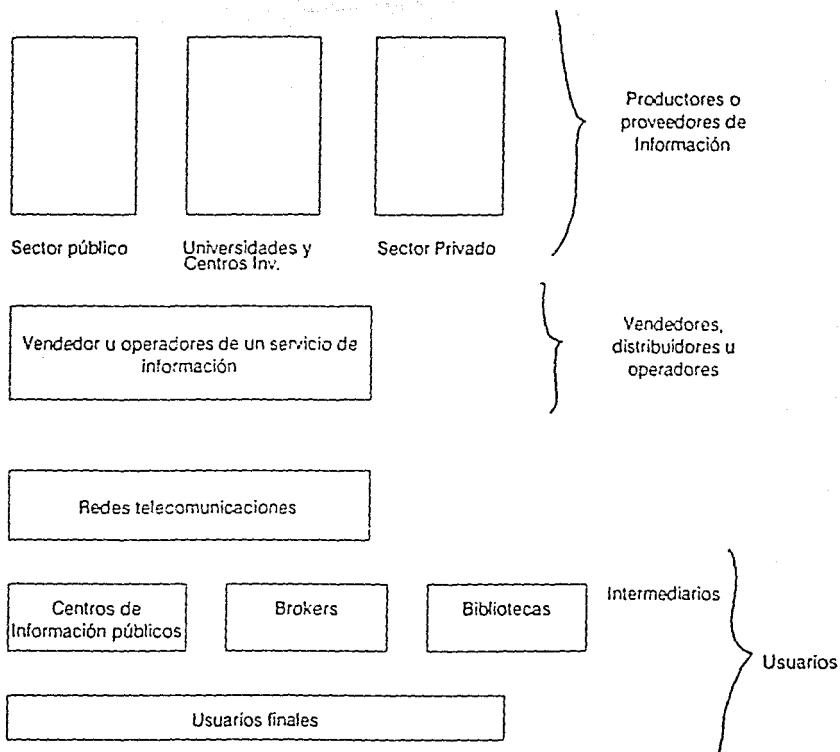 Productores o
proveedores de
Información
Sector público
Universidades y
Centros Inv.
Sector Privado
Vendedor u operadores de un servicio de
información
Vendedores,
distribuidores u
operadores
Redes telecomunicaciones
Centros de
Información públicos
Brokers
Bibliotecas
Intermediarios
Usuarios
Usuarios finales